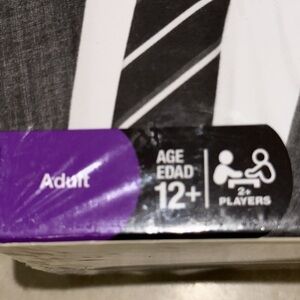 Adult
AGE
EDAD
12+
2+
PLAYERS